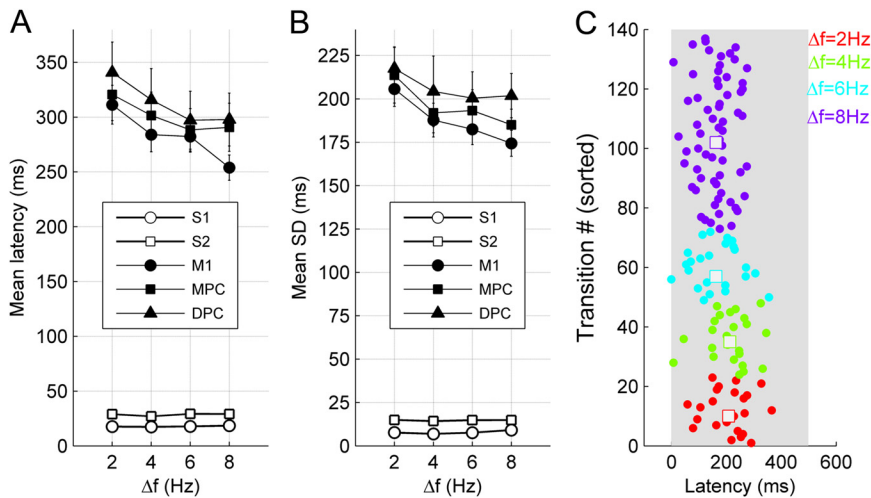 A
Mean latency (ms)
400
350
300
250
200
150
100
50
0
S1
S2
M1
MPC
DPC
2 4 6 8
Δf (Hz)
B
Mean SD (ms)
250
225
200
175
150
125
100
75
50
25
0
S1
S2
M1
MPC
DPC
2 4 6 8
Δf (Hz)
C
Transition # (sorted)
140
120
100
80
60
40
20
0
Δf=2Hz
Δf=4Hz
Δf=6Hz
Δf=8Hz
0 200 400 600
Latency (ms)